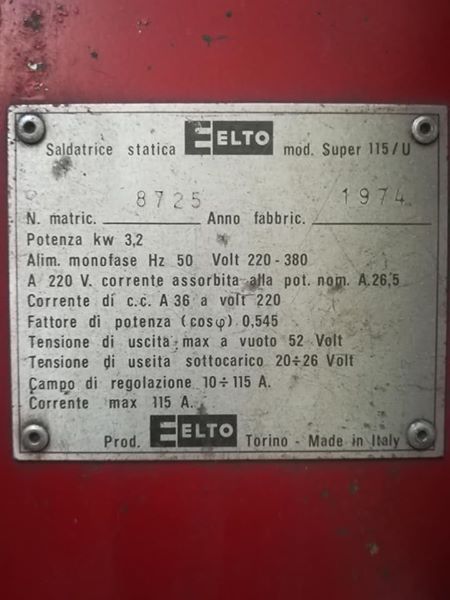 Saldatrice statica ELTO mod. Super 115/U
N. matric. 8725 Anno fabbric. 1974
Potenza kw 3,2
Alim. monofase Hz 50 Volt 220-380
A 220 V. corrente assorbita alla pot. nom. A.26,5
Corrente di c.c. A 36 a volt 220
Fattore di potenza (cosφ) 0,545
Tensione di uscita max a vuoto 52 Volt
Tensione di uscita sottocarico 20÷26 Volt
Campo di regolazione 10÷115 A.
Corrente max 115 A.
Prod. ELTO Torino - Made in Italy